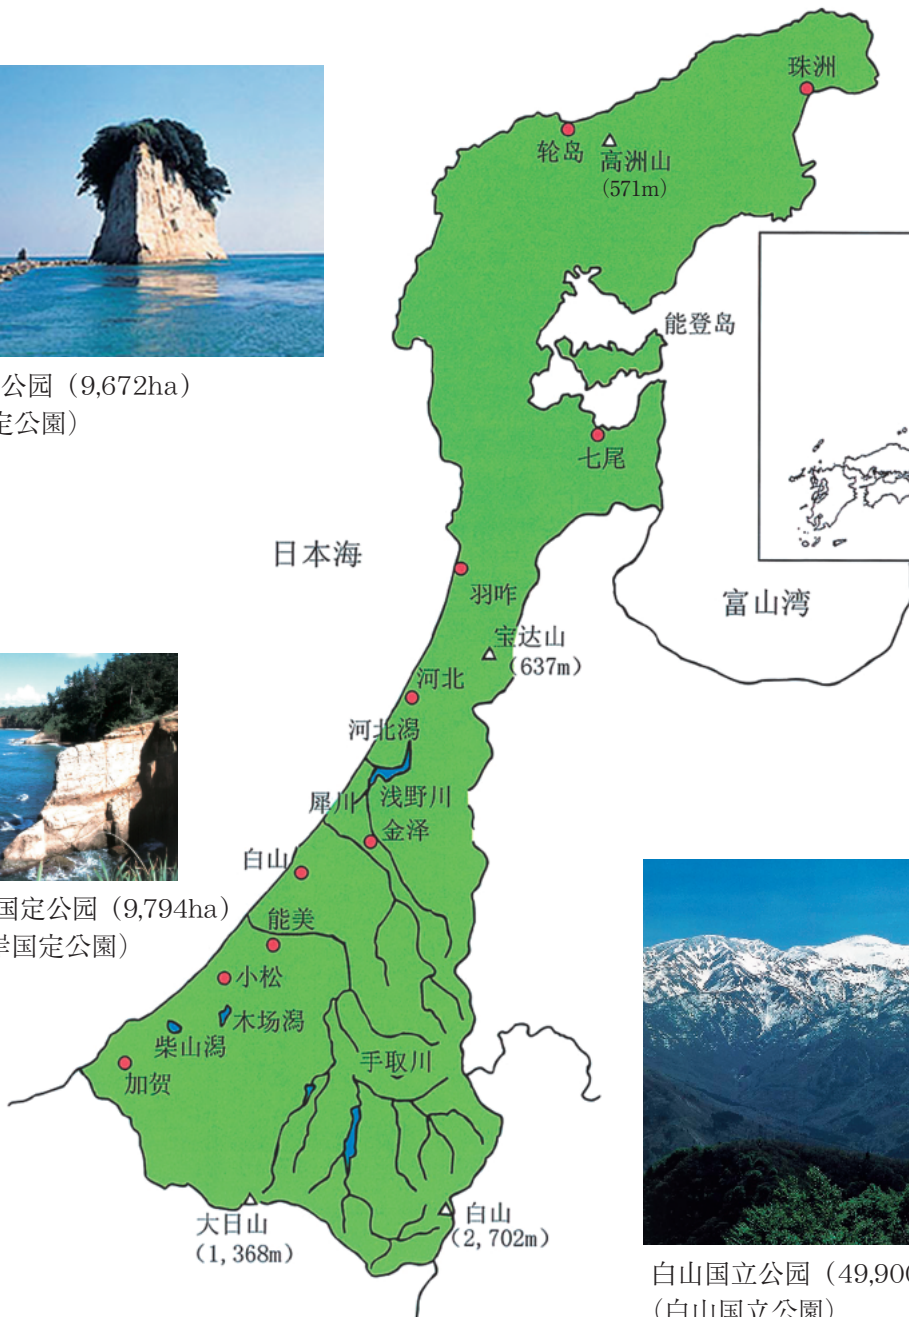 珠洲
轮岛
高洲山
(571m)
能登岛
公园（9,672ha）
定公園）
七尾
日本海
羽咋
富山湾
宝达山
(637m)
河北
河北潟
犀川
浅野川
金泽
白山
国定公园（9,794ha）
岸国定公園）
能美
小松
木场潟
柴山潟
手取川
加贺
大日山
(1,368m)
白山
(2,702m)
白山国立公园（49,900
（白山国立公園）